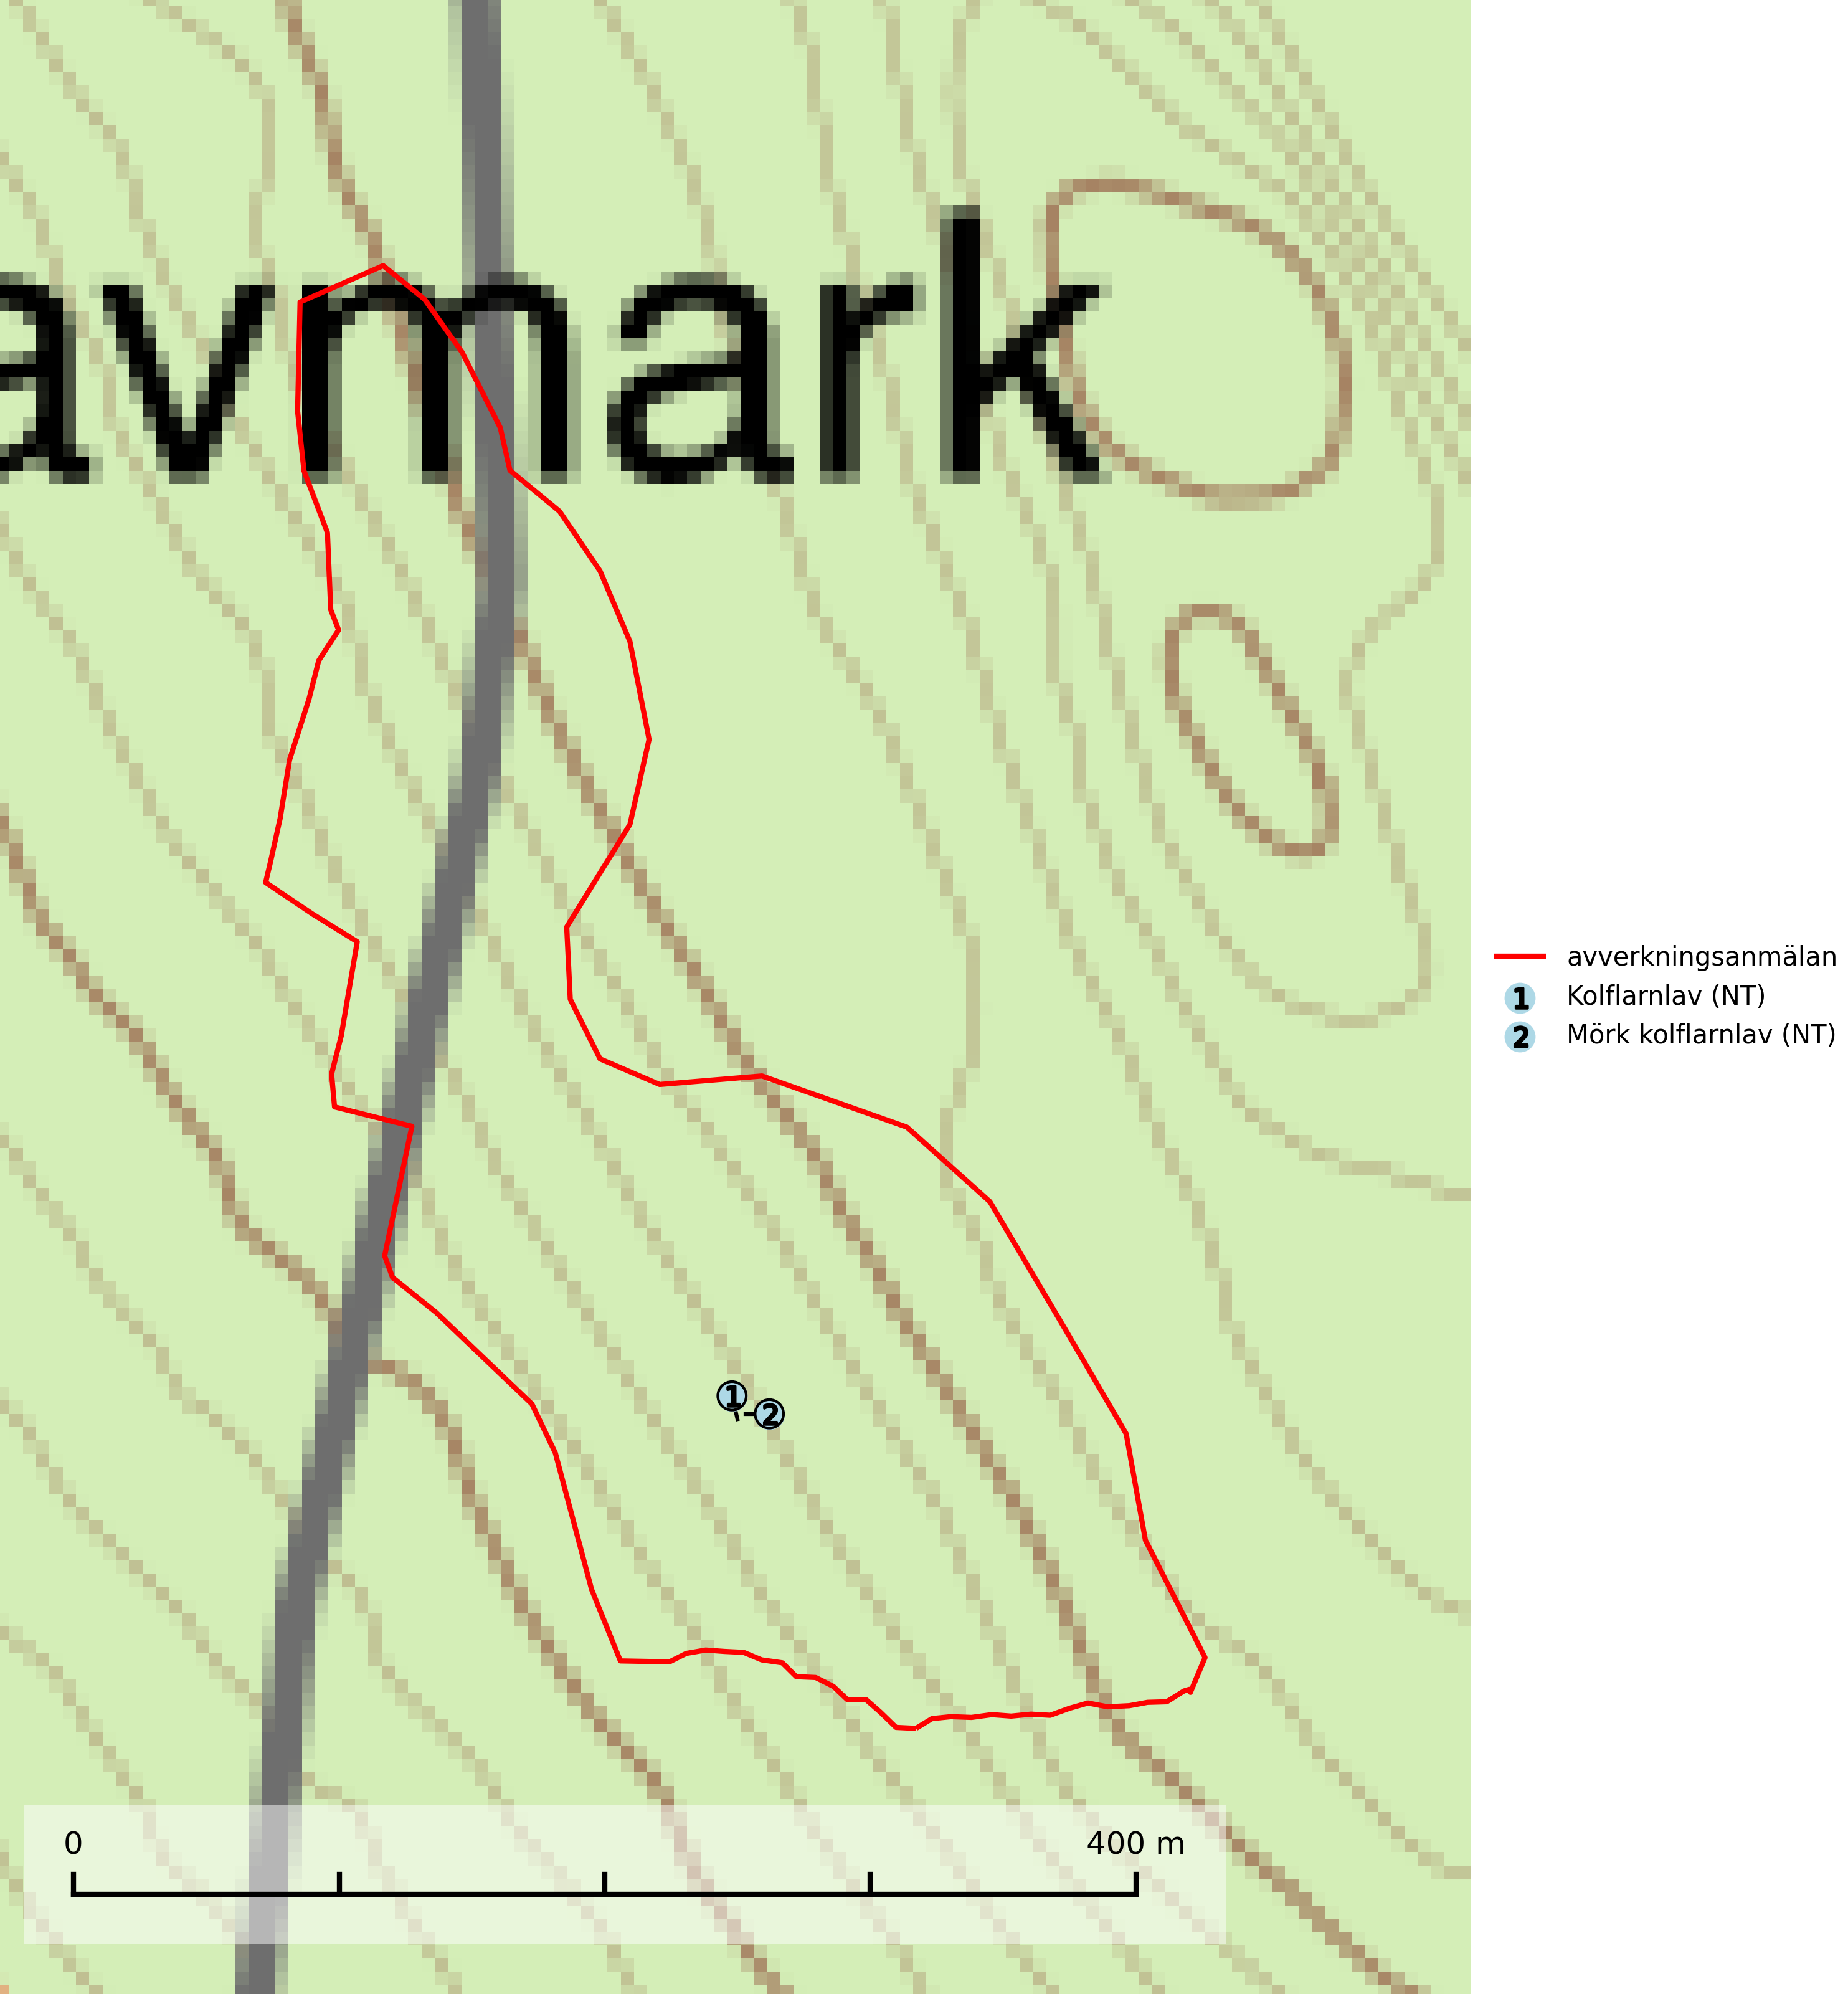 avmark
avverkningsanmälan
1 Kolflarnlav (NT)
2 Mörk kolflarnlav (NT)
1
2
0 400 m